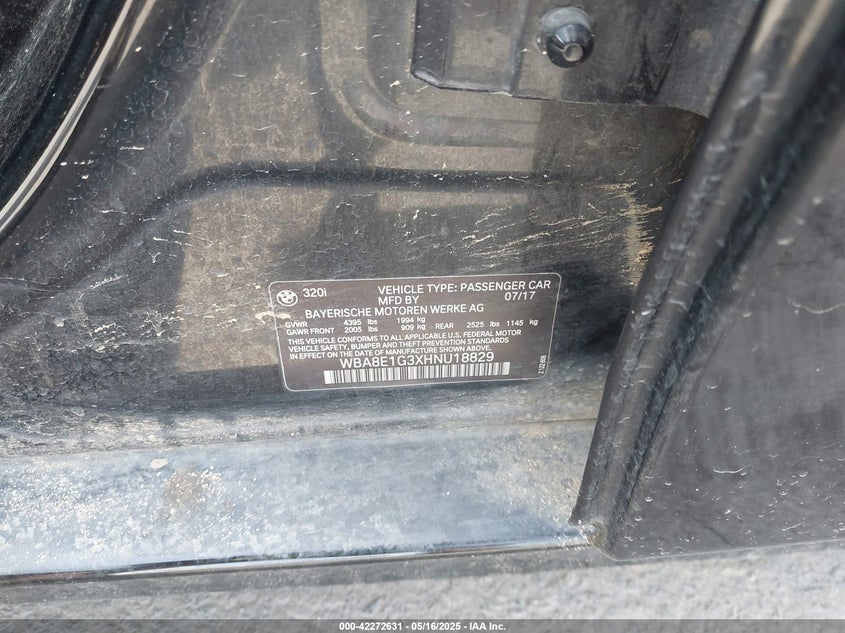 320i VEHICLE TYPE: PASSENGER CAR
MFD BY 07/17
BAYERISCHE MOTOREN WERKE AG
GVWR 4395 lbs 1994 kg
GAWR FRONT 2005 lbs 909 kg REAR 2525 lbs 1145 kg
THIS VEHICLE CONFORMS TO ALL APPLICABLE U.S. FEDERAL MOTOR
VEHICLE SAFETY, BUMPER AND THEFT PREVENTION STANDARDS
IN EFFECT ON THE DATE OF MANUFACTURE SHOWN ABOVE.
WBA8E1G3XHNU18829
000-42272631 - 05/16/2025 - IAA Inc.